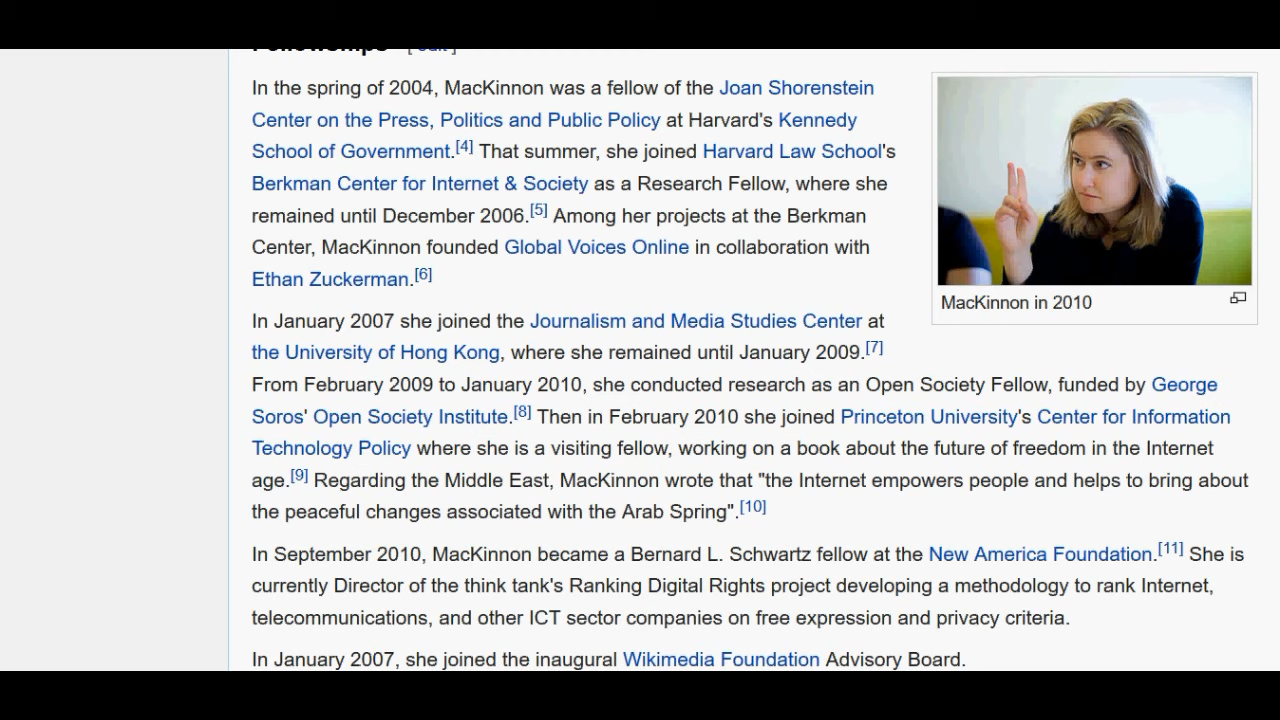 Fellowships [ edit ]
In the spring of 2004, MacKinnon was a fellow of the Joan Shorenstein
Center on the Press, Politics and Public Policy at Harvard's Kennedy
School of Government.[4] That summer, she joined Harvard Law School's
Berkman Center for Internet & Society as a Research Fellow, where she
remained until December 2006.[5] Among her projects at the Berkman
Center, MacKinnon founded Global Voices Online in collaboration with
Ethan Zuckerman.[6]
MacKinnon in 2010
In January 2007 she joined the Journalism and Media Studies Center at
the University of Hong Kong, where she remained until January 2009.[7]
From February 2009 to January 2010, she conducted research as an Open Society Fellow, funded by George
Soros' Open Society Institute.[8] Then in February 2010 she joined Princeton University's Center for Information
Technology Policy where she is a visiting fellow, working on a book about the future of freedom in the Internet
age.[9] Regarding the Middle East, MacKinnon wrote that "the Internet empowers people and helps to bring about
the peaceful changes associated with the Arab Spring".[10]
In September 2010, MacKinnon became a Bernard L. Schwartz fellow at the New America Foundation.[11] She is
currently Director of the think tank's Ranking Digital Rights project developing a methodology to rank Internet,
telecommunications, and other ICT sector companies on free expression and privacy criteria.
In January 2007, she joined the inaugural Wikimedia Foundation Advisory Board.